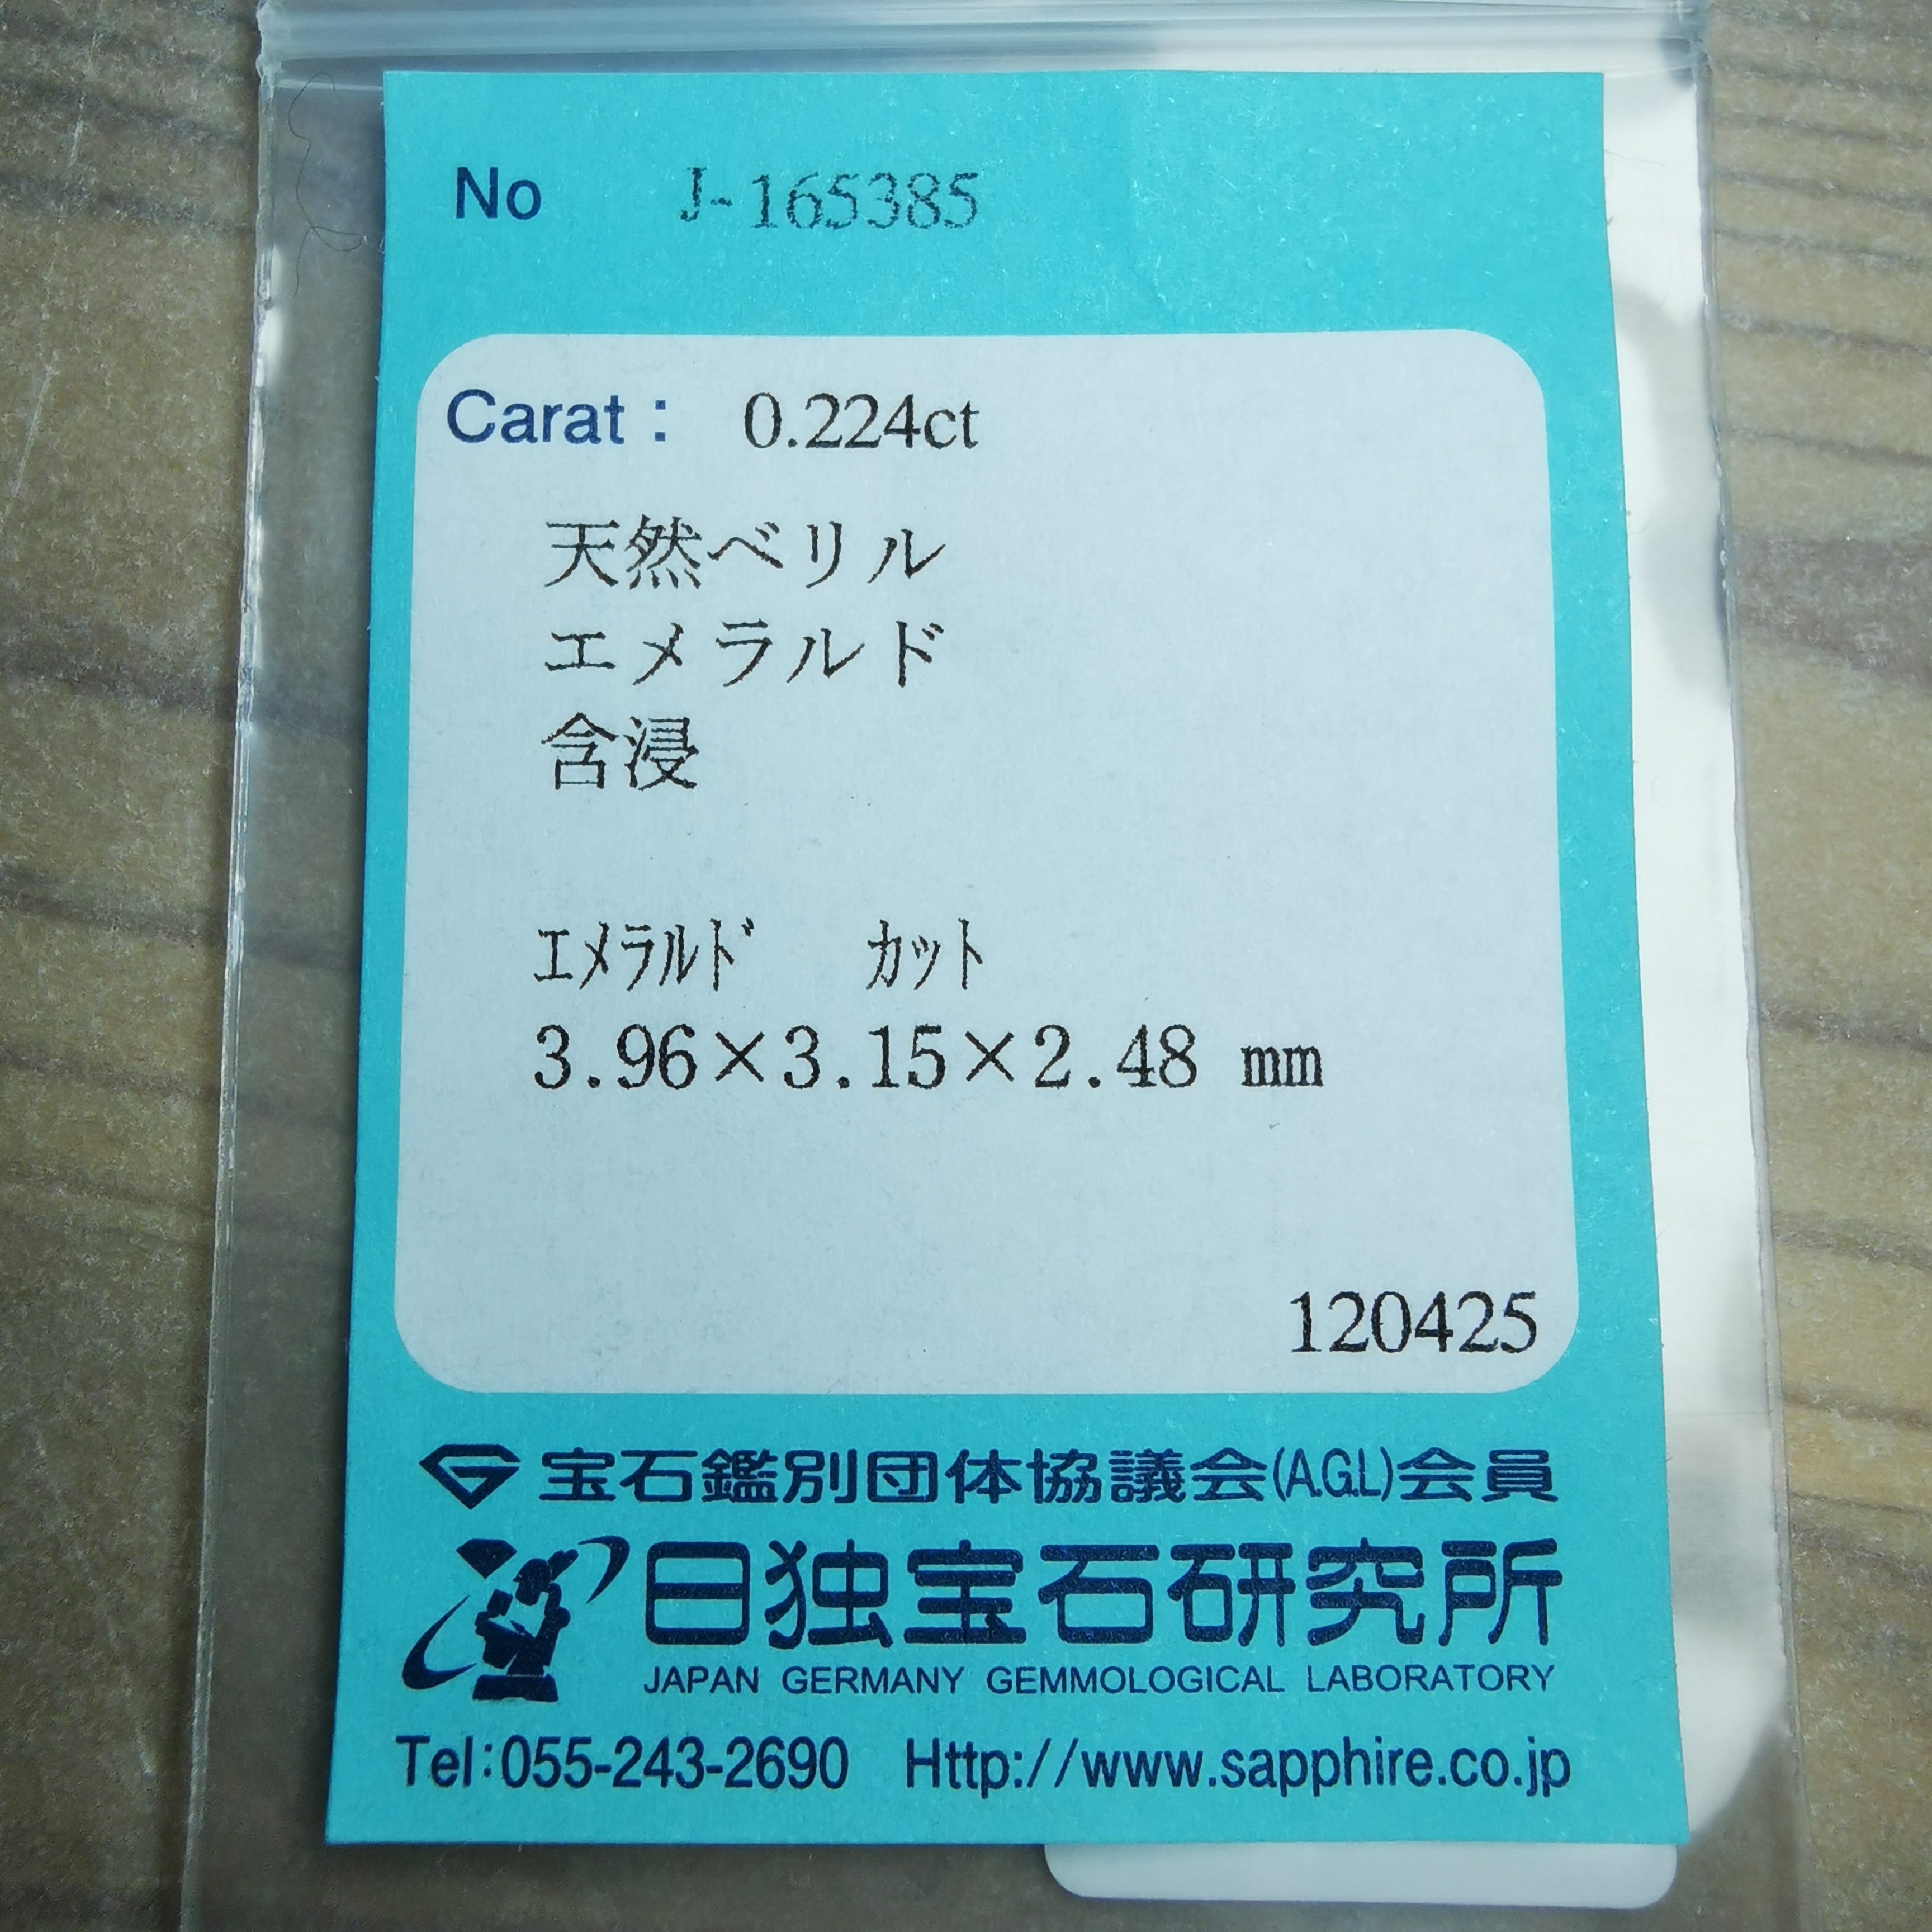 No J-165385
Carat： 0.224ct
天然ベリル
エメラルド
含浸
ｴﾒﾗﾙﾄﾞ ｶｯﾄ
3.96×3.15×2.48 mm
120425
宝石鑑別団体協議会(A.G.L)会員
日独宝石研究所
JAPAN GERMANY GEMMOLOGICAL LABORATORY
Tel:055-243-2690 Http://www.sapphire.co.jp